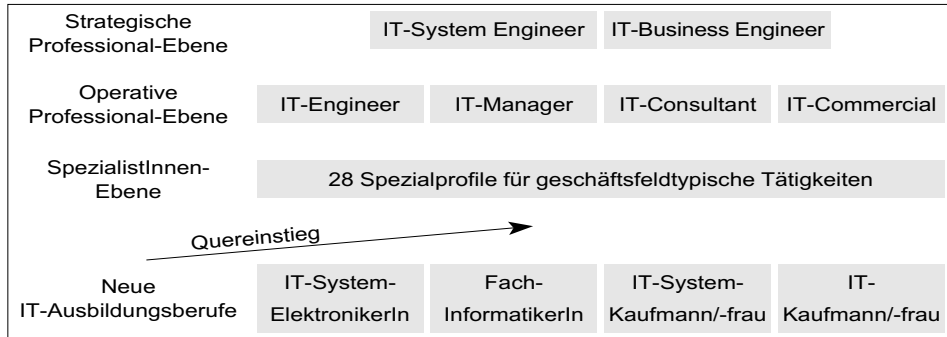 Strategische
Professional-Ebene
IT-System Engineer
IT-Business Engineer
Operative
Professional-Ebene
IT-Engineer
IT-Manager
IT-Consultant
IT-Commercial
SpezialistInnen-
Ebene
28 Spezialprofile für geschäftsfeldtypische Tätigkeiten
Quereinstieg
Neue
IT-Ausbildungsberufe
IT-System-
ElektronikerIn
Fach-
InformatikerIn
IT-System-
Kaufmann/-frau
IT-
Kaufmann/-frau